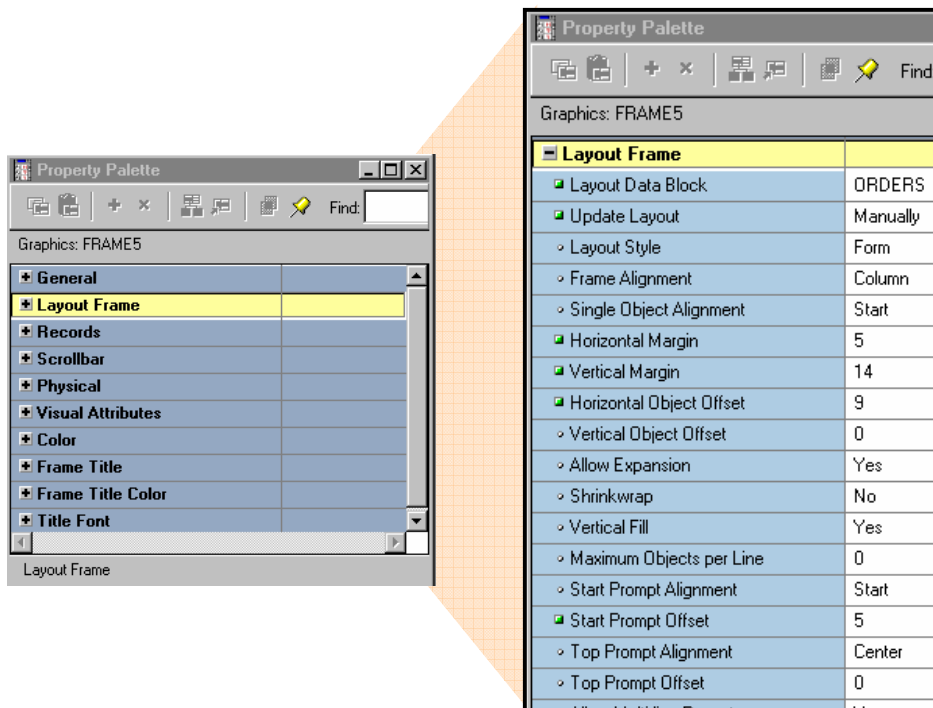 Property Palette
Find:
Graphics: FRAME5
General
Layout Frame
Records
Scrollbar
Physical
Visual Attributes
Color
Frame Title
Frame Title Color
Title Font
Layout Frame
Property Palette
Find
Graphics: FRAME5
Layout Frame
Layout Data Block ORDERS
Update Layout Manually
Layout Style Form
Frame Alignment Column
Single Object Alignment Start
Horizontal Margin 5
Vertical Margin 14
Horizontal Object Offset 9
Vertical Object Offset 0
Allow Expansion Yes
Shrinkwrap No
Vertical Fill Yes
Maximum Objects per Line 0
Start Prompt Alignment Start
Start Prompt Offset 5
Top Prompt Alignment Center
Top Prompt Offset 0